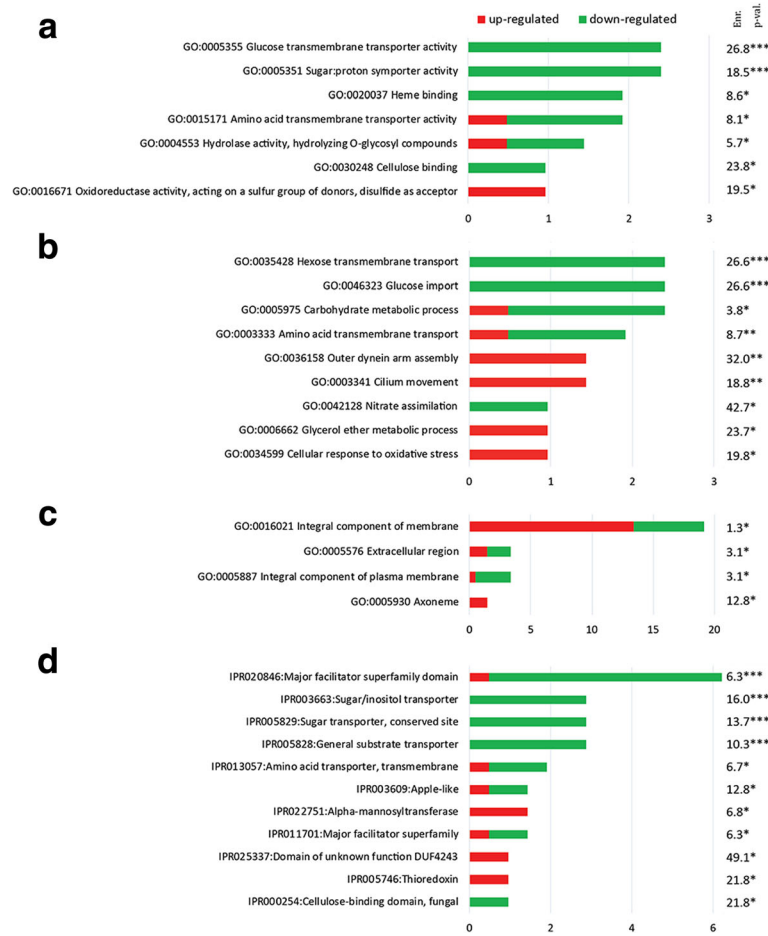 a
up-regulated down-regulated Enr. p-val.
GO:0005355 Glucose transmembrane transporter activity 26.8***
GO:0005351 Sugar:proton symporter activity 18.5***
GO:0020037 Heme binding 8.6*
GO:0015171 Amino acid transmembrane transporter activity 8.1*
GO:0004553 Hydrolase activity, hydrolyzing O-glycosyl compounds 5.7*
GO:0030248 Cellulose binding 23.8*
GO:0016671 Oxidoreductase activity, acting on a sulfur group of donors, disulfide as acceptor 19.5*
0 1 2 3
b
GO:0035428 Hexose transmembrane transport 26.6***
GO:0046323 Glucose import 26.6***
GO:0005975 Carbohydrate metabolic process 3.8*
GO:0003333 Amino acid transmembrane transport 8.7**
GO:0036158 Outer dynein arm assembly 32.0**
GO:0003341 Cilium movement 18.8**
GO:0042128 Nitrate assimilation 42.7*
GO:0006662 Glycerol ether metabolic process 23.7*
GO:0034599 Cellular response to oxidative stress 19.8*
0 1 2 3
c
GO:0016021 Integral component of membrane 1.3*
GO:0005576 Extracellular region 3.1*
GO:0005887 Integral component of plasma membrane 3.1*
GO:0005930 Axoneme 12.8*
0 5 10 15 20
d
IPR020846:Major facilitator superfamily domain 6.3***
IPR003663:Sugar/inositol transporter 16.0***
IPR005829:Sugar transporter, conserved site 13.7***
IPR005828:General substrate transporter 10.3***
IPR013057:Amino acid transporter, transmembrane 6.7*
IPR003609:Apple-like 12.8*
IPR022751:Alpha-mannosyltransferase 6.8*
IPR011701:Major facilitator superfamily 6.3*
IPR025337:Domain of unknown function DUF4243 49.1*
IPR005746:Thioredoxin 21.8*
IPR000254:Cellulose-binding domain, fungal 21.8*
0 2 4 6